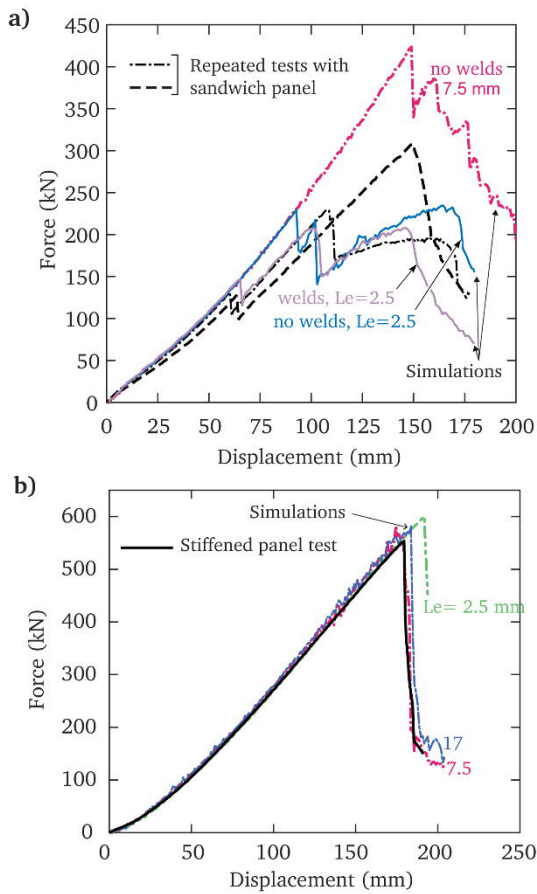 a)
450
400
350
300
250
200
150
100
50
0
Force (kN)
Repeated tests with
sandwich panel
no welds
7.5 mm
welds, Le=2.5
no welds, Le=2.5
Simulations
0 25 50 75 100 125 150 175 200
Displacement (mm)
b)
600
500
400
300
200
100
0
Force (kN)
Simulations
Stiffened panel test
Le= 2.5 mm
17
7.5
0 50 100 150 200 250
Displacement (mm)